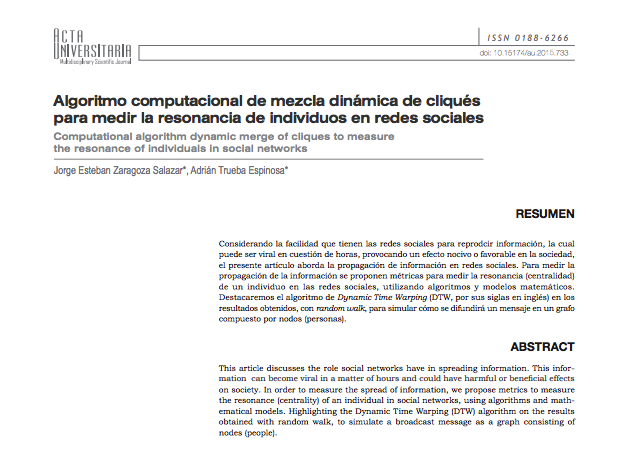 ACTA
UNIVERSITARIA
Multidisciplinary Scientific Journal
ISSN 0188-6266
doi: 10.15174/au.2015.733
Algoritmo computacional de mezcla dinámica de cliqués
para medir la resonancia de individuos en redes sociales
Computational algorithm dynamic merge of cliques to measure
the resonance of individuals in social networks
Jorge Esteban Zaragoza Salazar*, Adrián Trueba Espinosa*
RESUMEN
Considerando la facilidad que tienen las redes sociales para reprodcir información, la cual
puede ser viral en cuestión de horas, provocando un efecto nocivo o favorable en la sociedad,
el presente artículo aborda la propagación de información en redes sociales. Para medir la
propagación de la información se proponen métricas para medir la resonancia (centralidad)
de un individuo en las redes sociales, utilizando algoritmos y modelos matemáticos.
Destacaremos el algoritmo de Dynamic Time Warping (DTW, por sus siglas en inglés) en los
resultados obtenidos, con random walk, para simular cómo se difundirá un mensaje en un grafo
compuesto por nodos (personas).
ABSTRACT
This article discusses the role social networks have in spreading information. This infor-
mation can become viral in a matter of hours and could have harmful or beneficial effects
on society. In order to measure the spread of information, we propose metrics to measure
the resonance (centrality) of an individual in social networks, using algorithms and math-
ematical models. Highlighting the Dynamic Time Warping (DTW) algorithm on the results
obtained with random walk, to simulate a broadcast message as a graph consisting of
nodes (people).